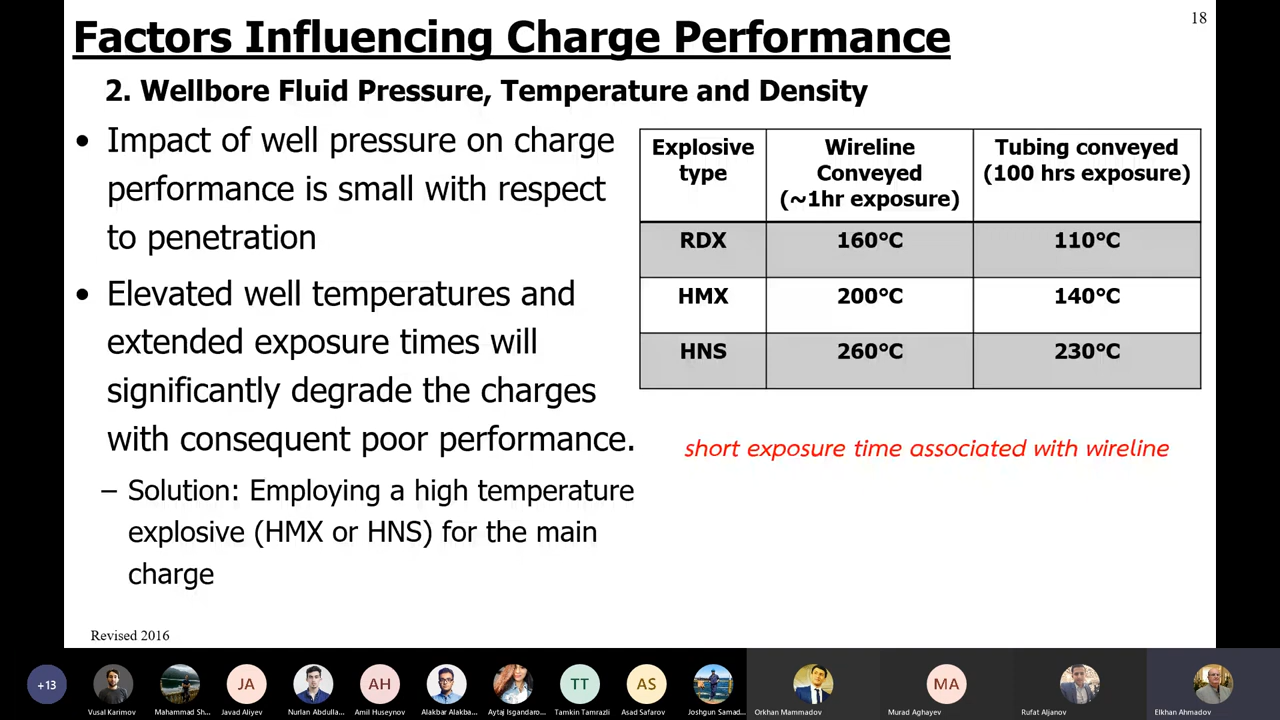 18
Factors Influencing Charge Performance
2. Wellbore Fluid Pressure, Temperature and Density
• Impact of well pressure on charge
performance is small with respect
to penetration
• Elevated well temperatures and
extended exposure times will
significantly degrade the charges
with consequent poor performance.
– Solution: Employing a high temperature
explosive (HMX or HNS) for the main
charge
Explosive type Wireline Conveyed (~1hr exposure) Tubing conveyed (100 hrs exposure)
RDX 160°C 110°C
HMX 200°C 140°C
HNS 260°C 230°C
short exposure time associated with wireline
Revised 2016
+13 JA AH TT AS MA
Vusal Karimov Mahammad Sh... Javad Aliyev Nurlan Abdulla... Amil Huseynov Alakbar Alakba... Aytaj Isgandaro... Tamkin Tamrazli Asad Safarov Joshgun Samad... Orkhan Mammadov Murad Aghayev Rufat Aljanov Elkhan Ahmadov